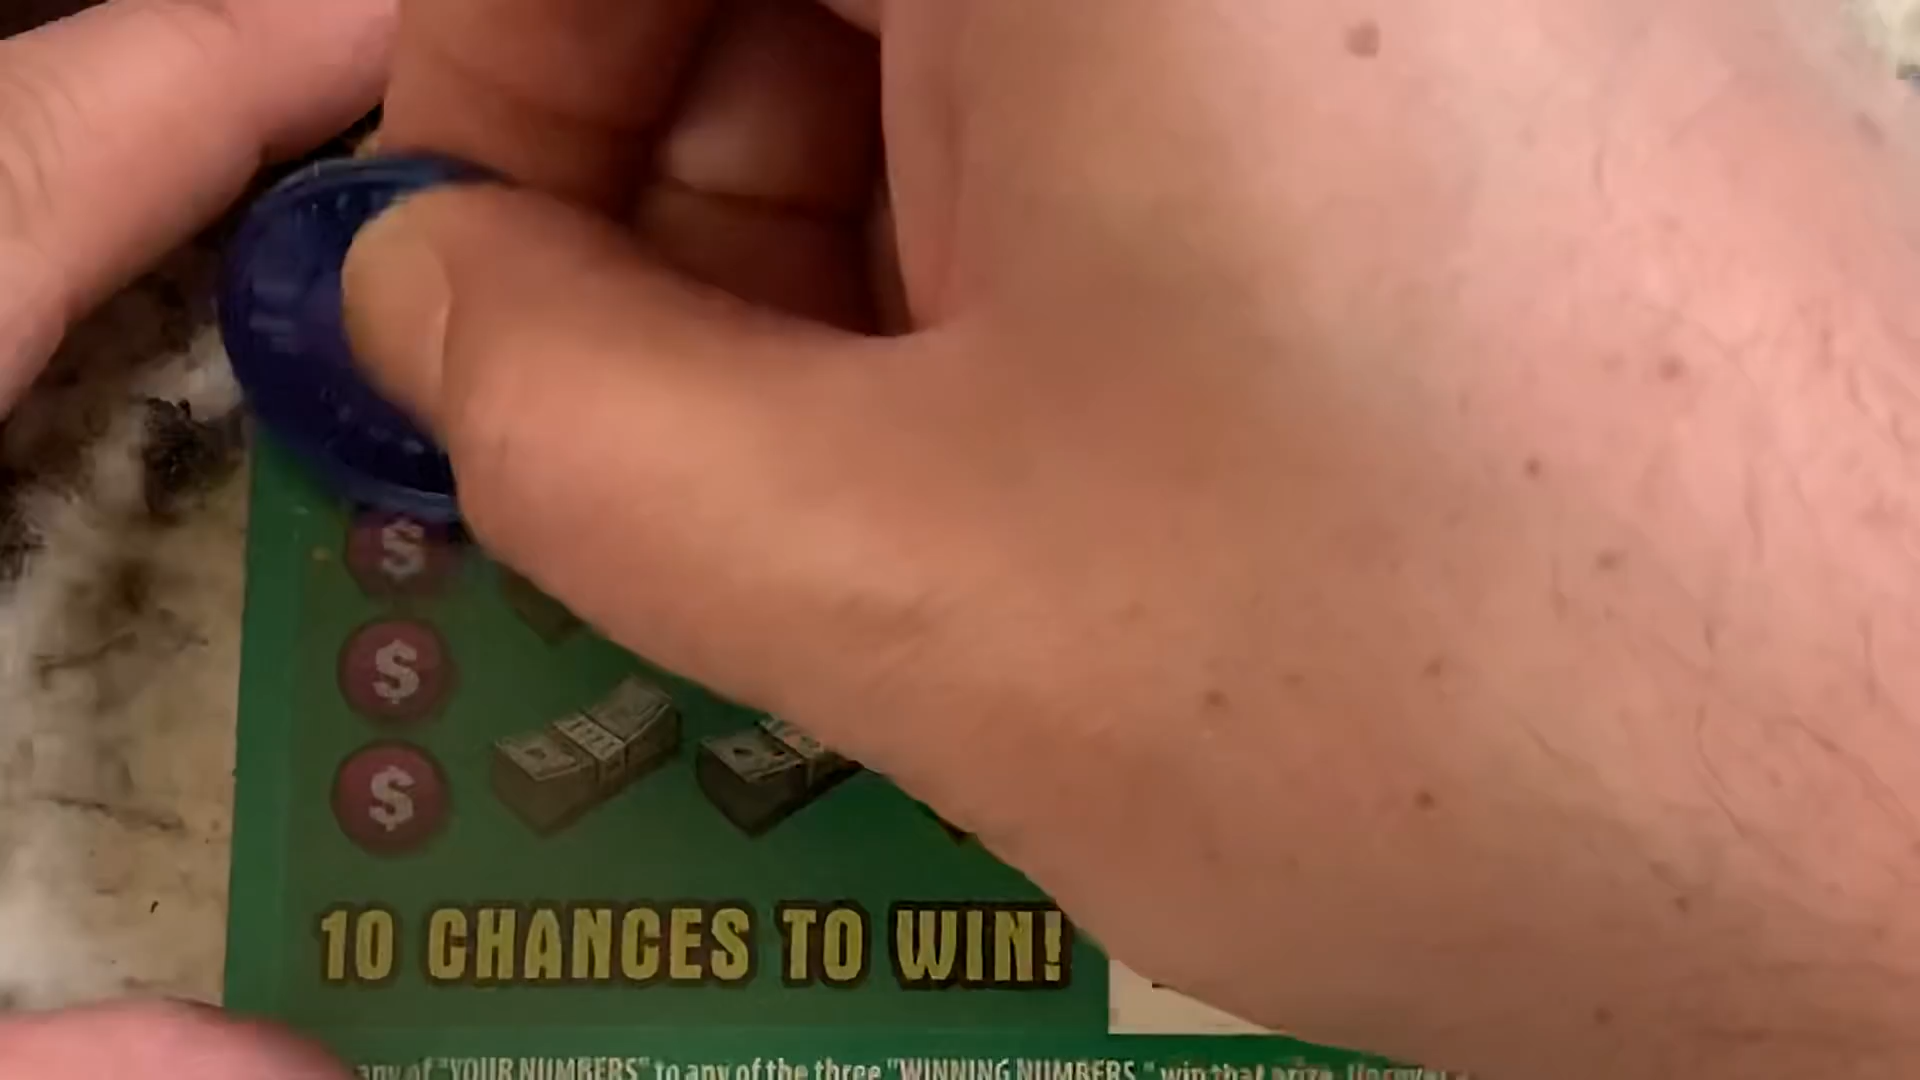 $
$
$
10 CHANCES TO WIN!
any of "YOUR NUMBERS" to any of the three "WINNING NUMBERS," win that prize.